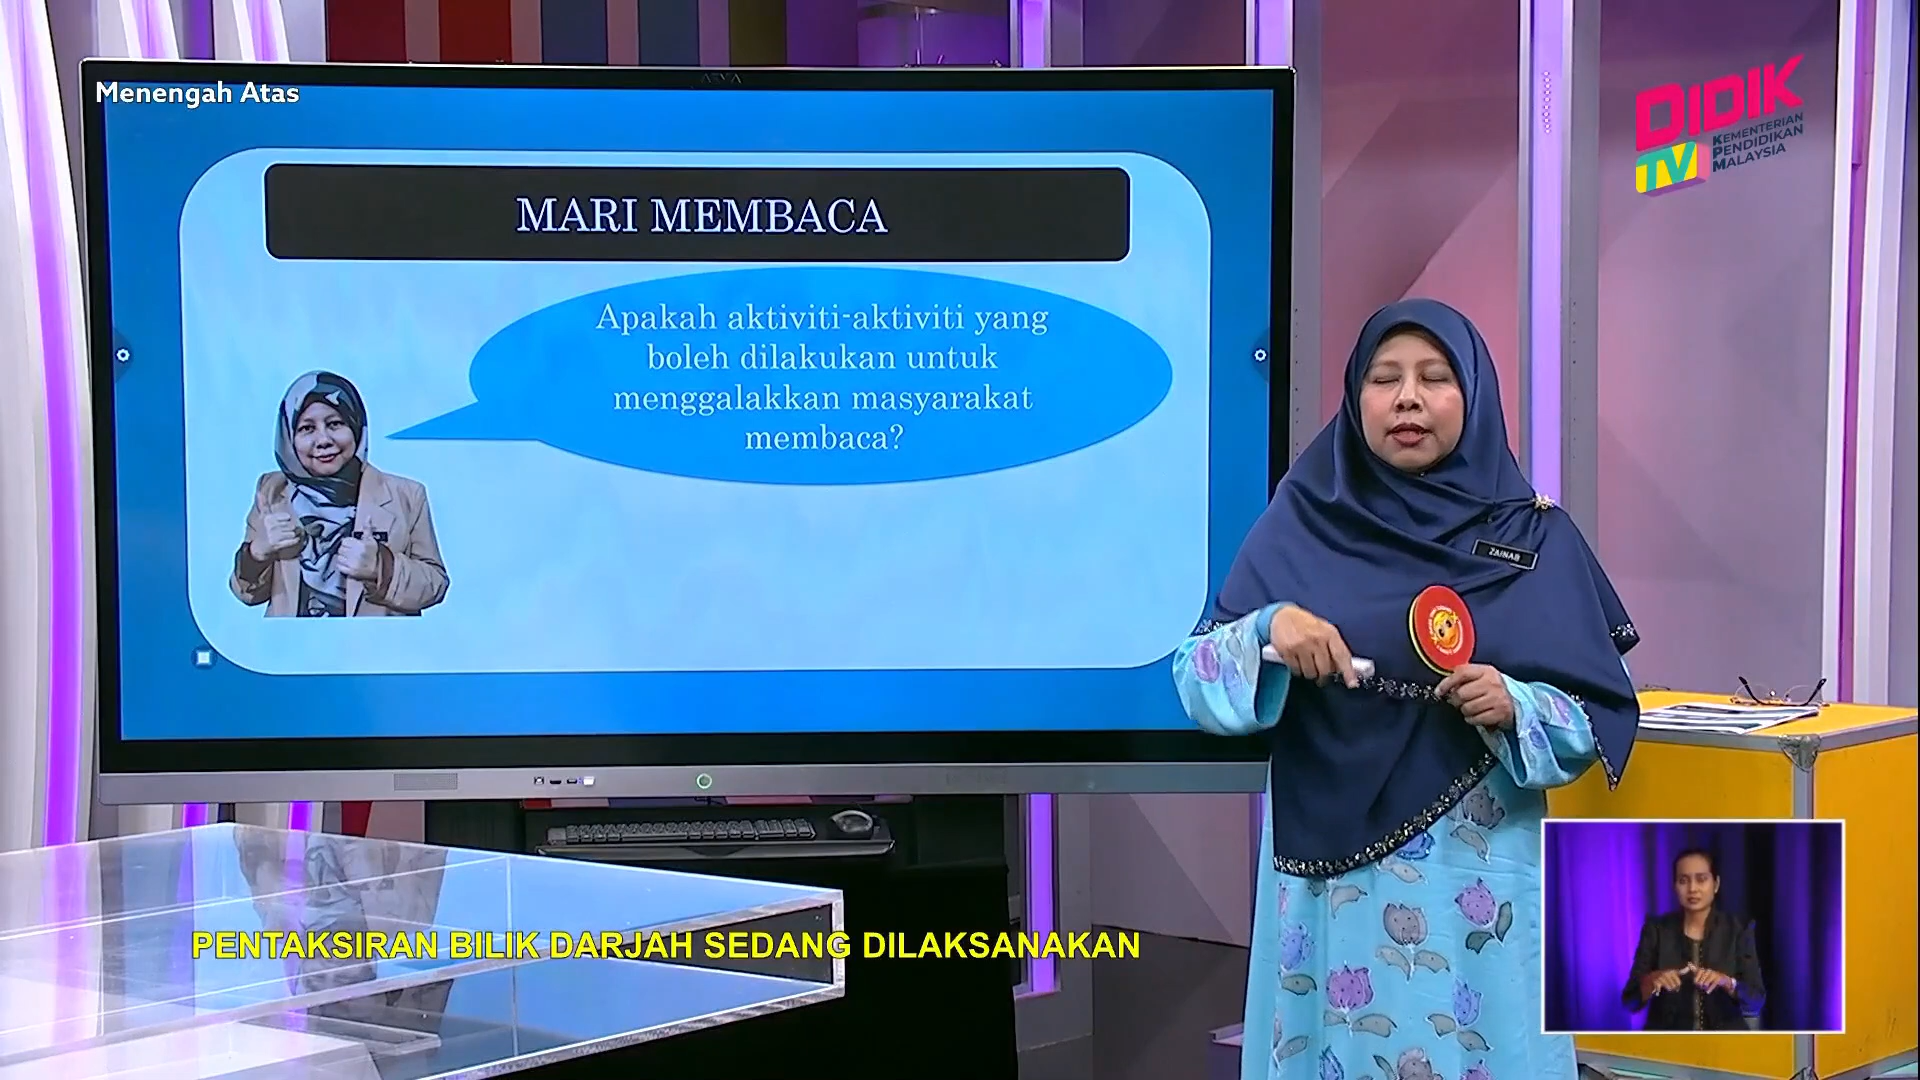 Menengah Atas
DIDIK
TV
KEMENTERIAN
PENDIDIKAN
MALAYSIA
MARI MEMBACA
Apakah aktiviti-aktiviti yang
boleh dilakukan untuk
menggalakkan masyarakat
membaca?
ZAINAB
PENTAKSIRAN BILIK DARJAH SEDANG DILAKSANAKAN